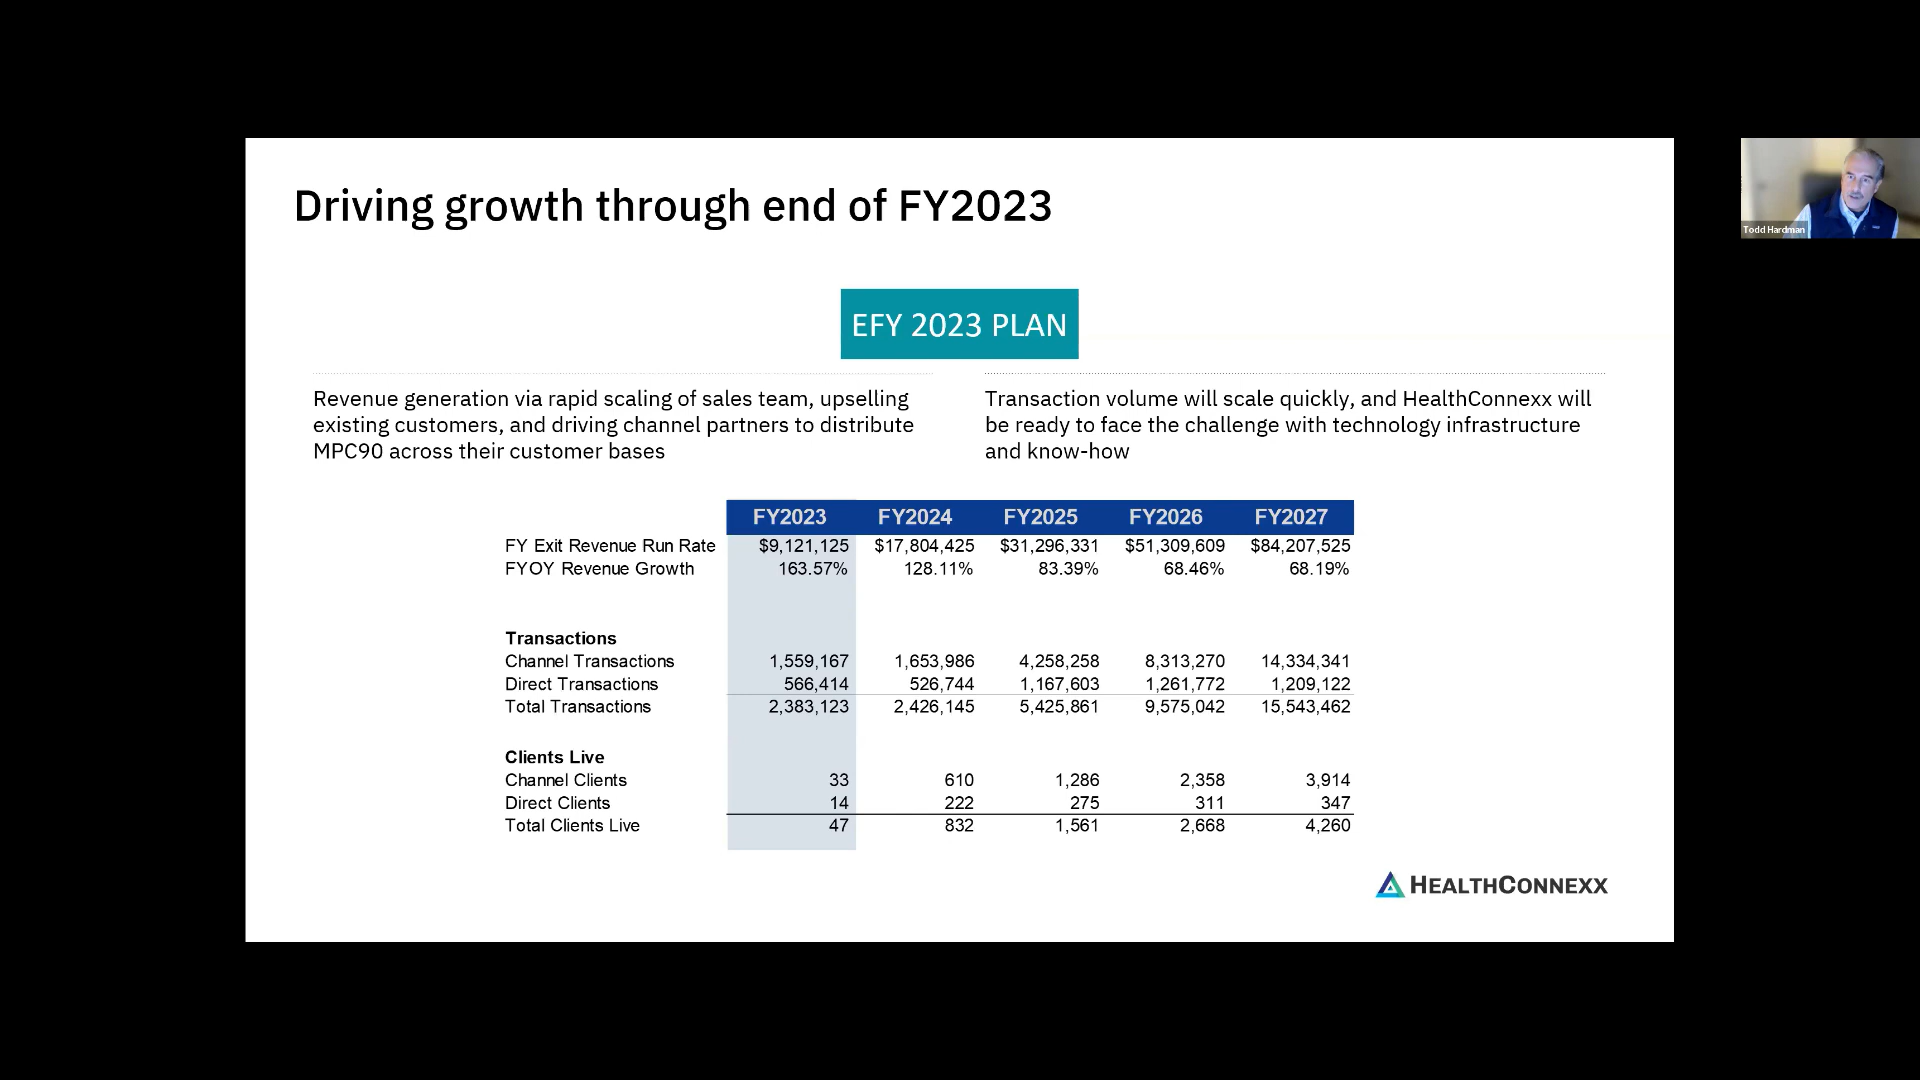 Driving growth through end of FY2023
Todd Hardman
EFY 2023 PLAN
Revenue generation via rapid scaling of sales team, upselling
existing customers, and driving channel partners to distribute
MPC90 across their customer bases
Transaction volume will scale quickly, and HealthConnexx will
be ready to face the challenge with technology infrastructure
and know-how
FY2023 FY2024 FY2025 FY2026 FY2027
FY Exit Revenue Run Rate $9,121,125 $17,804,425 $31,296,331 $51,309,609 $84,207,525
FYOY Revenue Growth 163.57% 128.11% 83.39% 68.46% 68.19%
Transactions
Channel Transactions 1,559,167 1,653,986 4,258,258 8,313,270 14,334,341
Direct Transactions 566,414 526,744 1,167,603 1,261,772 1,209,122
Total Transactions 2,383,123 2,426,145 5,425,861 9,575,042 15,543,462
Clients Live
Channel Clients 33 610 1,286 2,358 3,914
Direct Clients 14 222 275 311 347
Total Clients Live 47 832 1,561 2,668 4,260
HEALTHCONNEXX